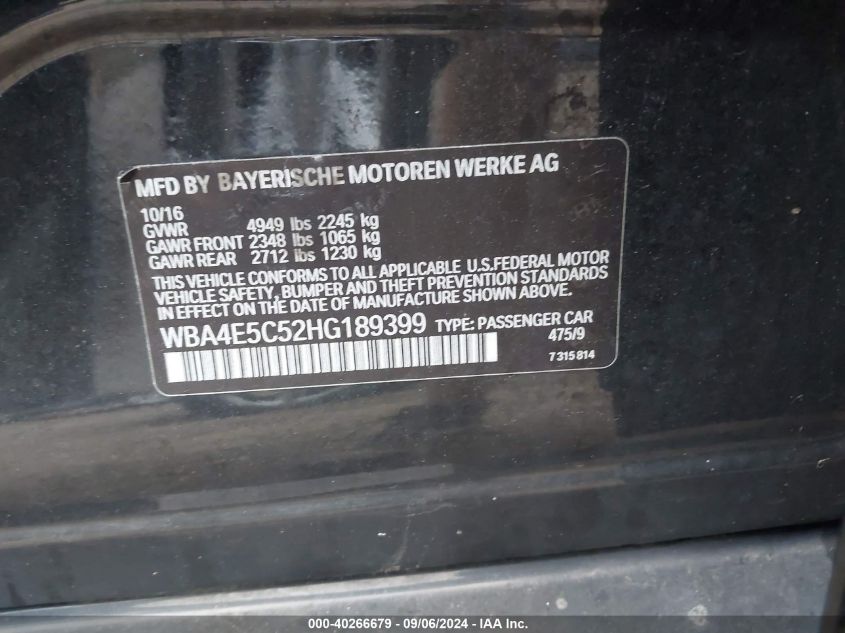 MFD BY BAYERISCHE MOTOREN WERKE AG
10/16
GVWR 4949 lbs 2245 kg
GAWR FRONT 2348 lbs 1065 kg
GAWR REAR 2712 lbs 1230 kg
THIS VEHICLE CONFORMS TO ALL APPLICABLE U.S.FEDERAL MOTOR
VEHICLE SAFETY, BUMPER AND THEFT PREVENTION STANDARDS
IN EFFECT ON THE DATE OF MANUFACTURE SHOWN ABOVE.
WBA4E5C52HG189399 TYPE: PASSENGER CAR
475/9
7 315 814
000-40266679 - 09/06/2024 - IAA, Inc.